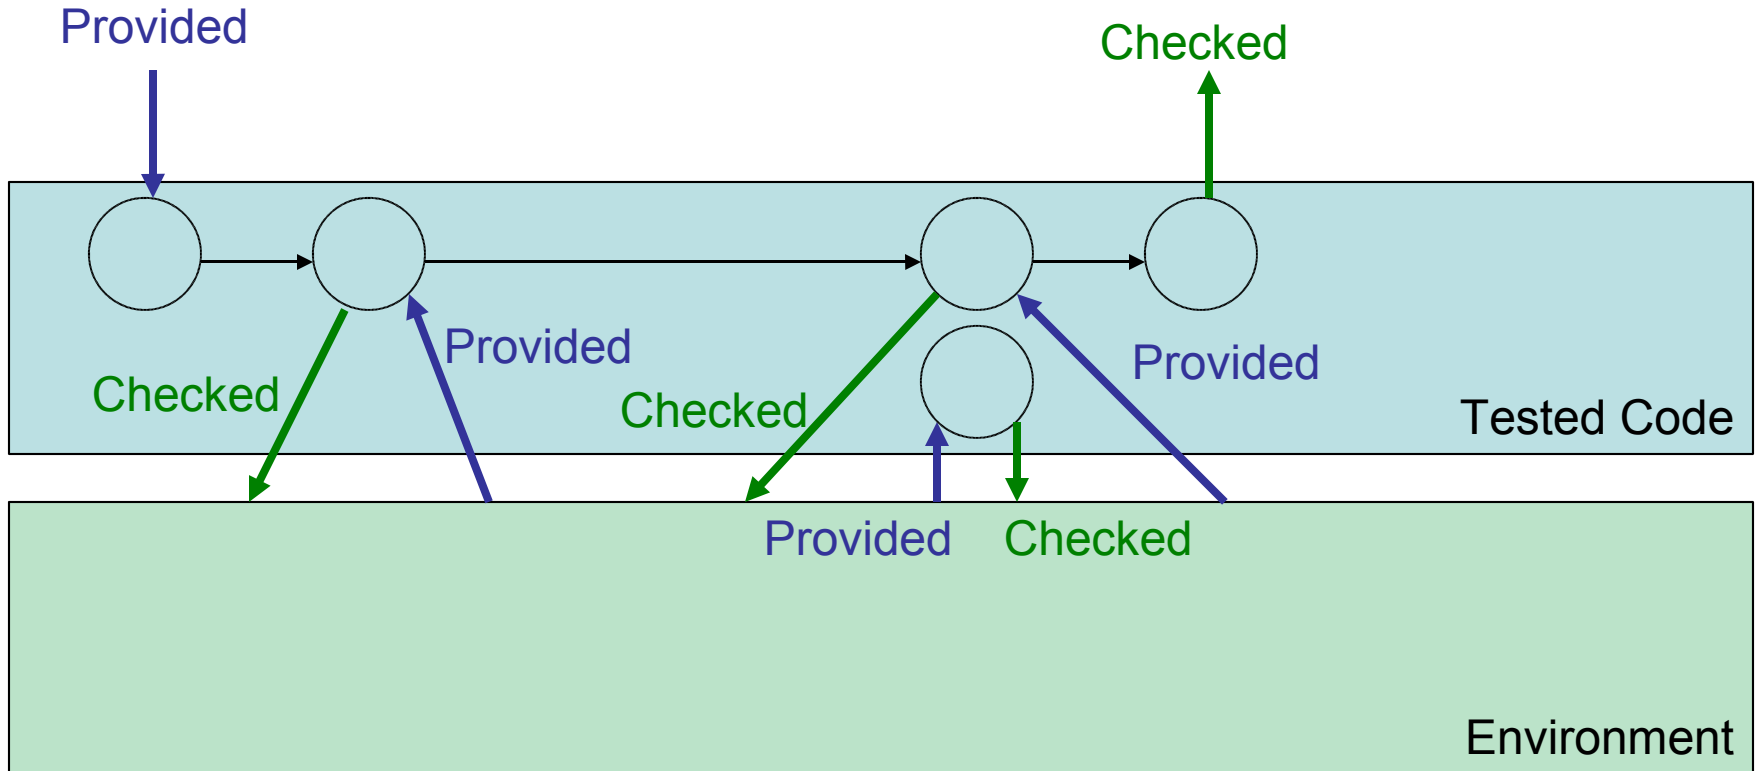 Provided
Checked
Provided
Provided
Checked
Checked
Tested Code
Provided
Checked
Environment